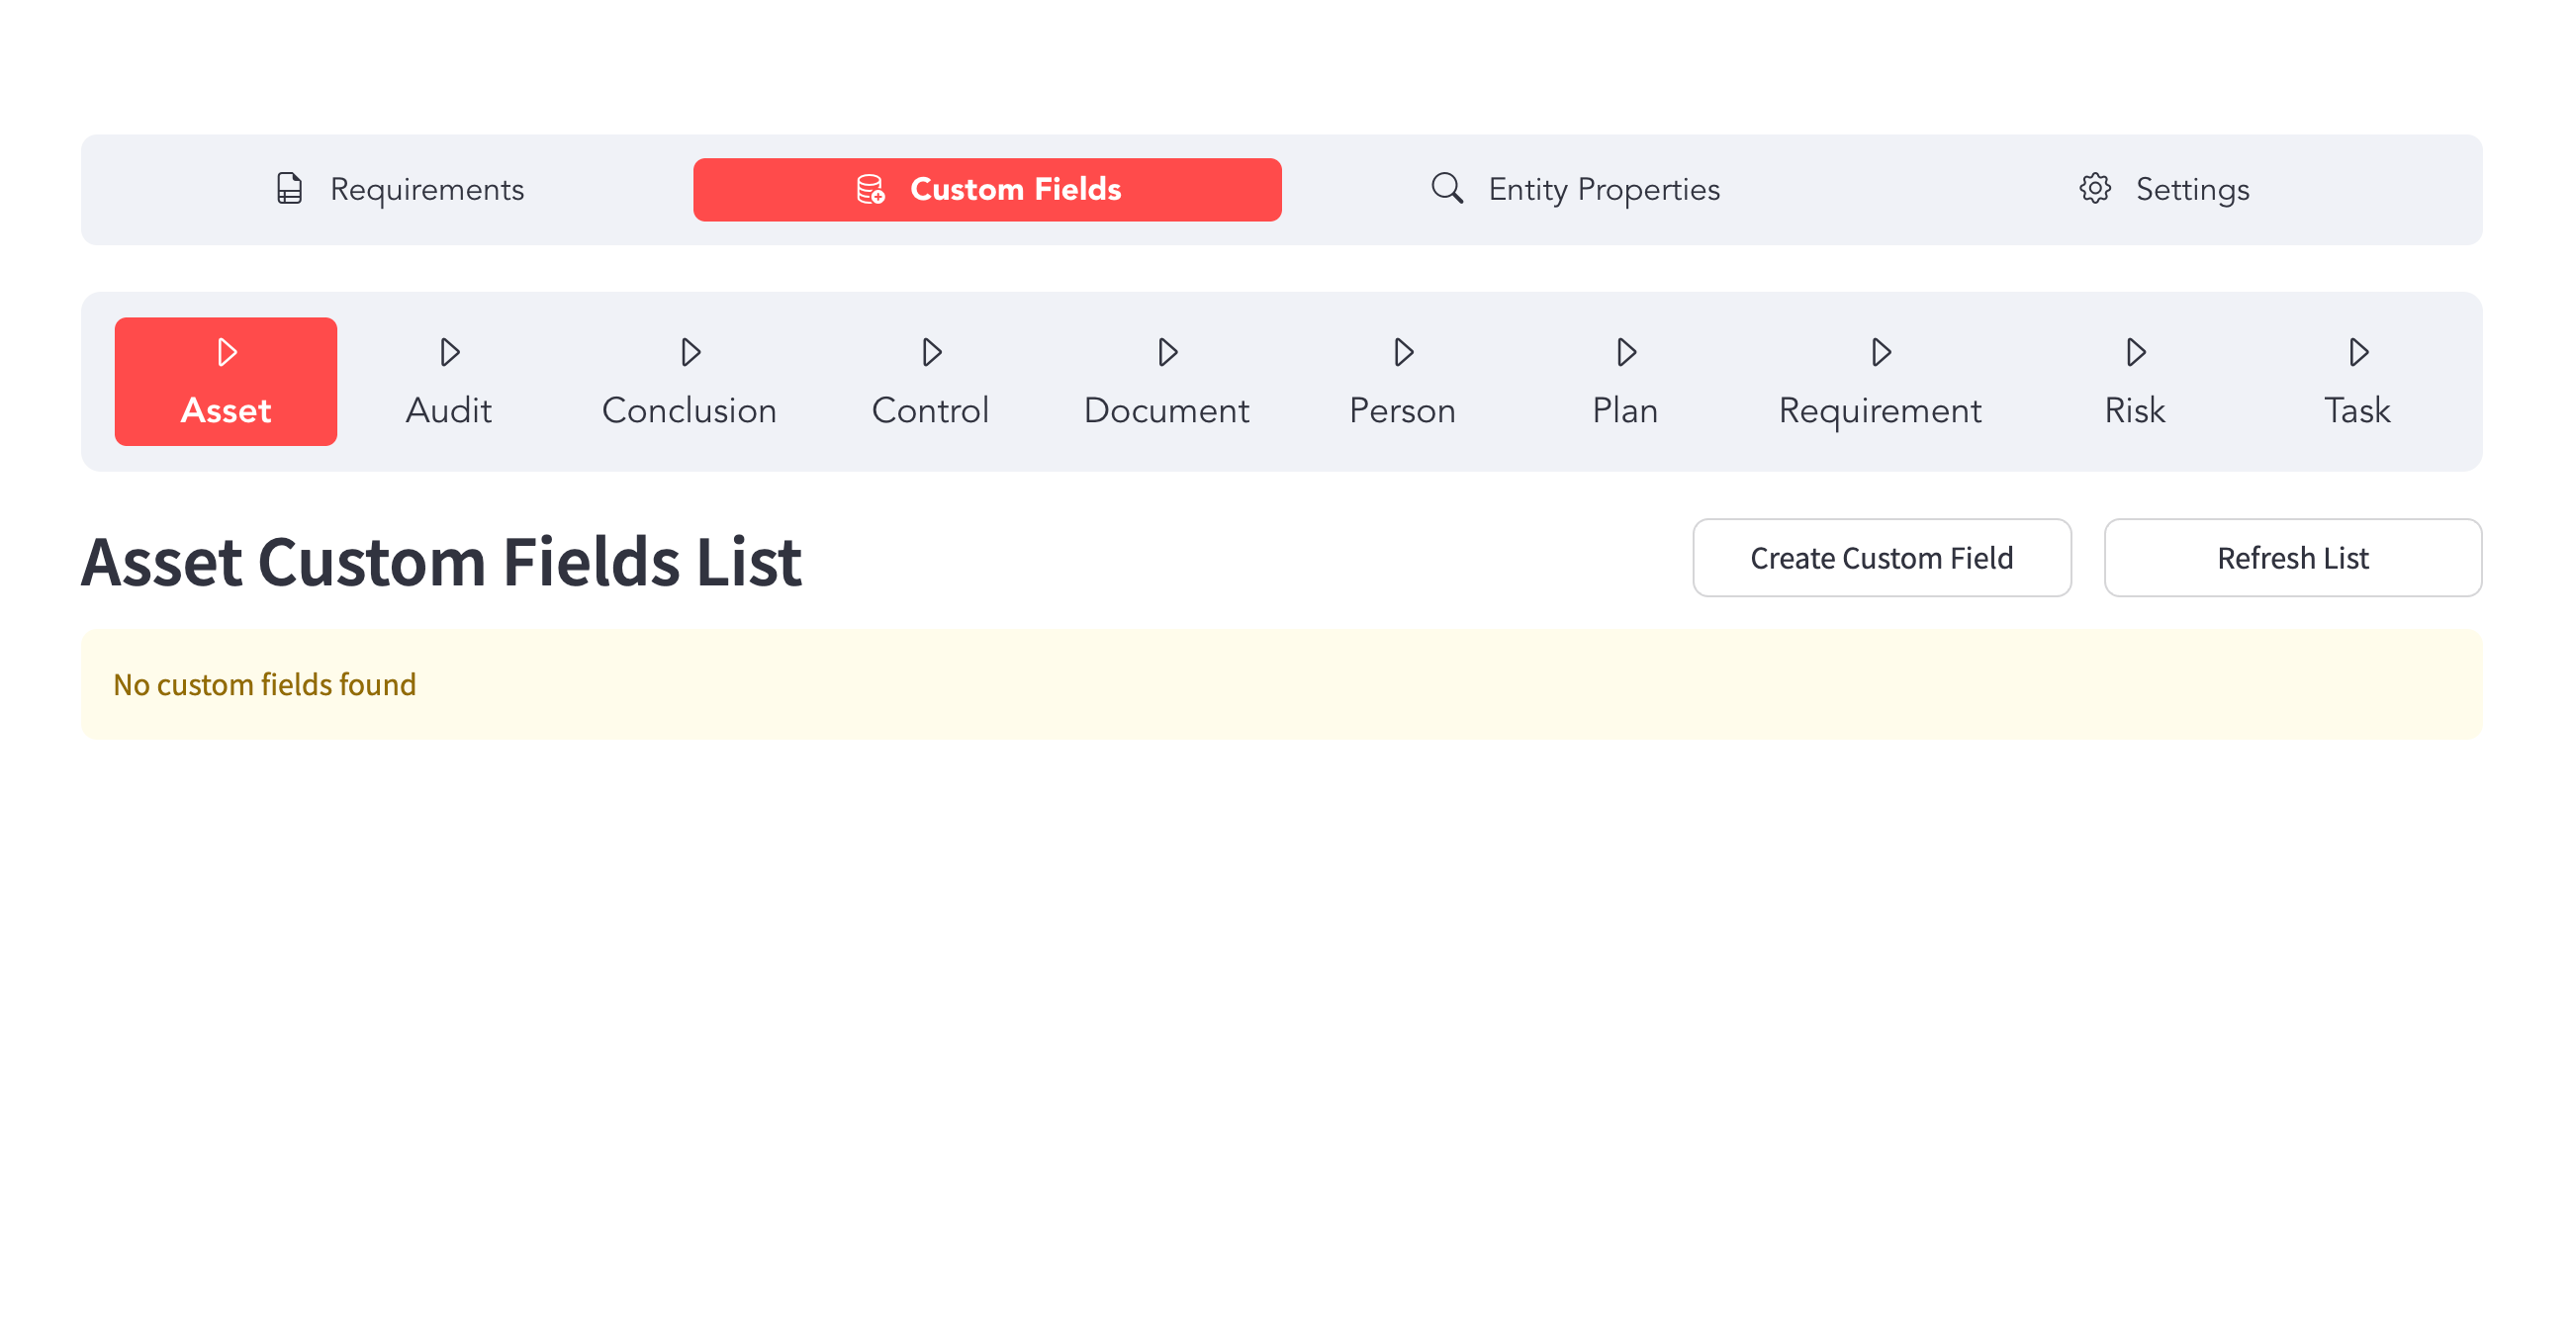 Requirements Custom Fields Entity Properties Settings
Asset Audit Conclusion Control Document Person Plan Requirement Risk Task
Asset Custom Fields List Create Custom Field Refresh List
No custom fields found